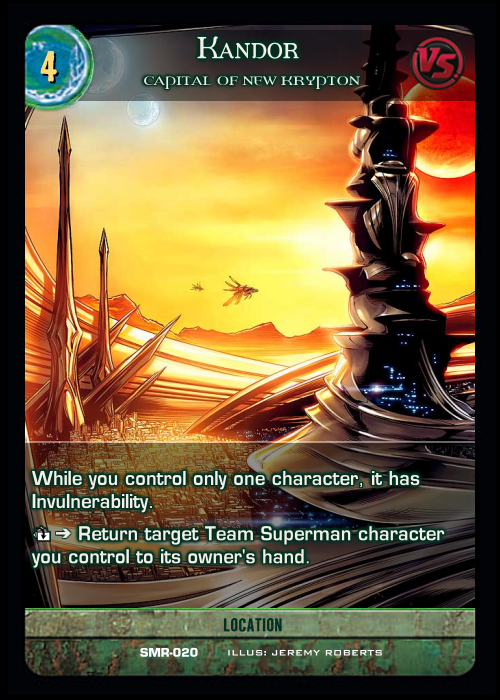 4
Kandor
VS.
Capital of New Krypton
While you control only one character, it has
Invulnerability.
➔ Return target Team Superman character
you control to its owner's hand.
LOCATION
SMR-020 ILLUS: JEREMY ROBERTS